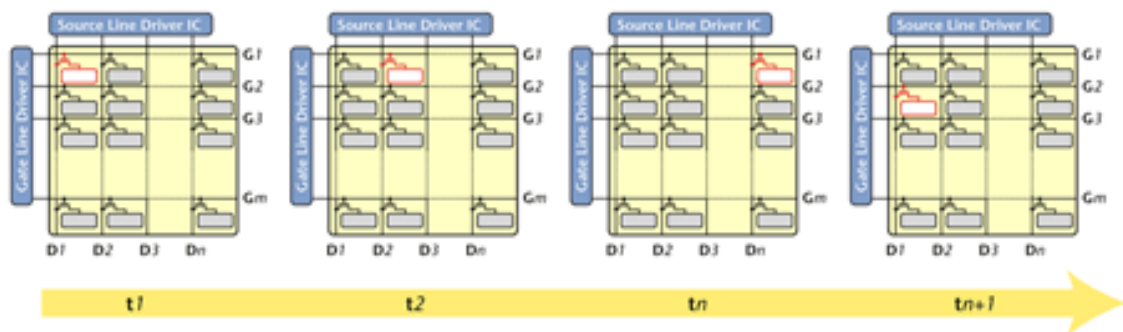 Source Line Driver IC
Gate Line Driver IC
G1
G2
G3
Gm
D1 D2 D3 Dn
Source Line Driver IC
Gate Line Driver IC
G1
G2
G3
Gm
D1 D2 D3 Dn
Source Line Driver IC
Gate Line Driver IC
G1
G2
G3
Gm
D1 D2 D3 Dn
Source Line Driver IC
Gate Line Driver IC
G1
G2
G3
Gm
D1 D2 D3 Dn
t1 t2 tn tn+1